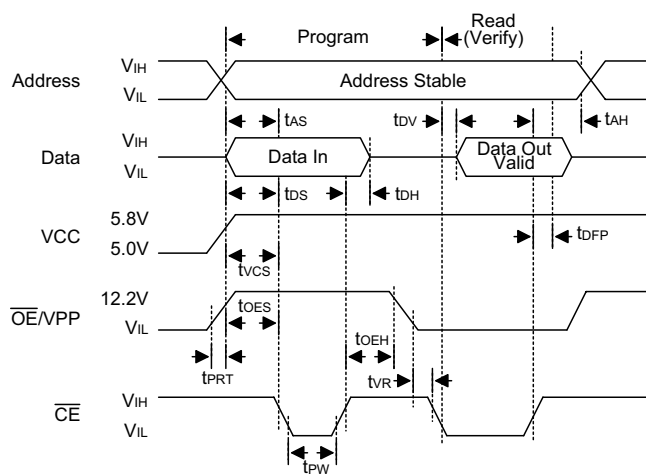 Program
Read
(Verify)
Address
VIH
VIL
Address Stable
tAS
tDV
tAH
Data
VIH
VIL
Data In
Data Out
Valid
tDS
tDH
VCC
5.8V
5.0V
tDFP
tVCS
OE/VPP
12.2V
VIL
tOES
tOEH
tPRT
tVR
CE
VIH
VIL
tPW